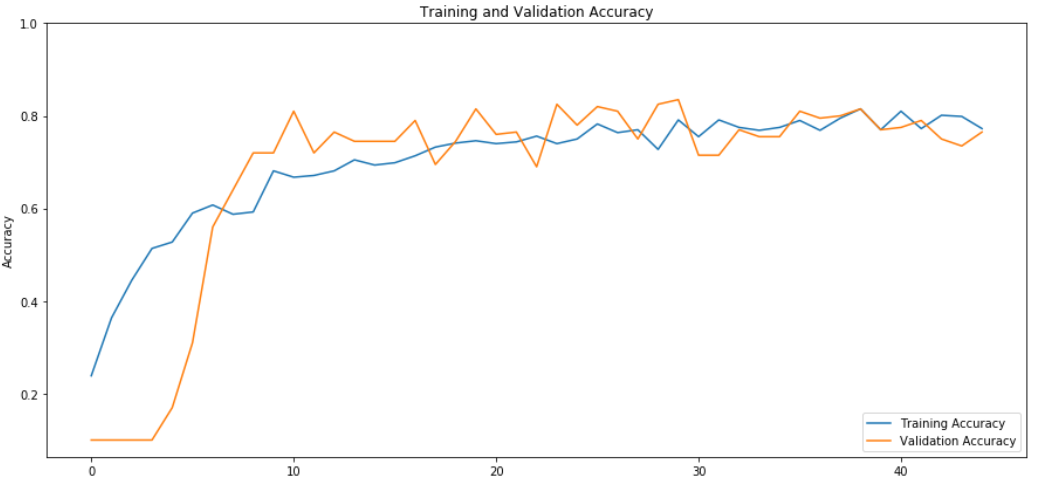 Training and Validation Accuracy
1.0
0.8
0.6
0.4
0.2
Accuracy
0 10 20 30 40
Training Accuracy
Validation Accuracy